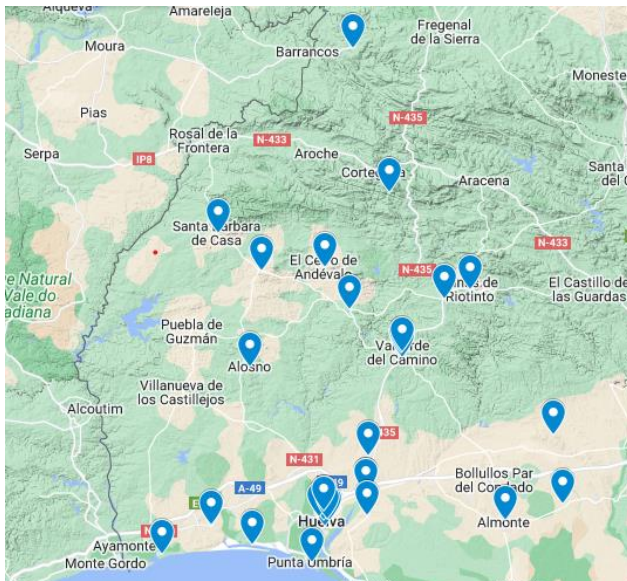 Alqueva
Amareleja
Moura
Barrancos
Fregenal
de la Sierra
Moneste
Pias
Rosal de la
Frontera
N-433
N-435
Serpa
IP8
Aroche
Cortegana
Aracena
Santa
del C
Santa Bárbara
de Casa
El Cerro de
Andévalo
N-435
N-433
e Natural
Vale do
adiana
Minas de
Riotinto
El Castillo de
las Guardas
Puebla de
Guzmán
Alosno
Valverde
del Camino
Villanueva de
los Castillejos
Alcoutim
435
N-431
A-49
Bollullos Par
del Condado
Huelva
Almonte
Ayamonte
Monte Gordo
Punta Umbría